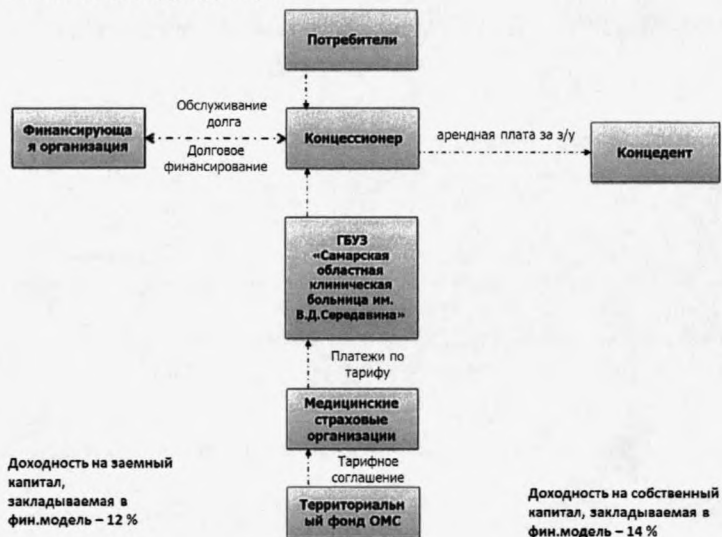 Потребители
Обслуживание
долга
Финансирующа
я организация
Концессионер
арендная плата за з/у
Концедент
Долговое
финансирование
ГБУЗ
«Самарская
областная
клиническая
больница им.
В.Д.Середавина»
Платежи по
тарифу
Медицинские
страховые
организации
Тарифное
соглашение
Территориаль
ный фонд ОМС
Доходность на заемный
капитал,
закладываемая в
фин.модель – 12 %
Доходность на собственный
капитал, закладываемая в
фин.модель – 14 %